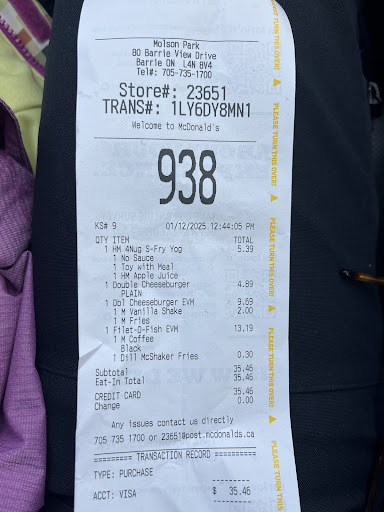 Molson Park
80 Barrie View Drive
Barrie ON L4N 8V4
Tel#: 705-735-1700
Store#: 23651
TRANS#: 1LY6DY8MN1
Welcome to McDonald's
938
KS# 9 01/12/2025 12:44:05 PM
QTY ITEM TOTAL
1 HM 4Nug S-Fry Yog 5.39
1 No Sauce
1 Toy with Meal
1 HM Apple Juice
1 Double Cheeseburger 4.89
PLAIN
1 Dbl Cheeseburger EVM 9.69
1 M Vanilla Shake 2.00
1 M Fries
1 Filet-O-Fish EVM 13.19
1 M Coffee
Black
1 Dill McShaker Fries 0.30
Subtotal 35.46
Eat-In Total 35.46
CREDIT CARD 35.46
Change 0.00
Any issues contact us directly
705 735 1700 or 23651@post.mcdonalds.ca
========= TRANSACTION RECORD =========
TYPE: PURCHASE
ACCT: VISA $ 35.46
PLEASE TURN THIS OVER!
PLEASE TURN THIS OVER!
PLEASE TURN THIS OVER!
PLEASE TURN THIS OVER!
PLEASE TURN THIS